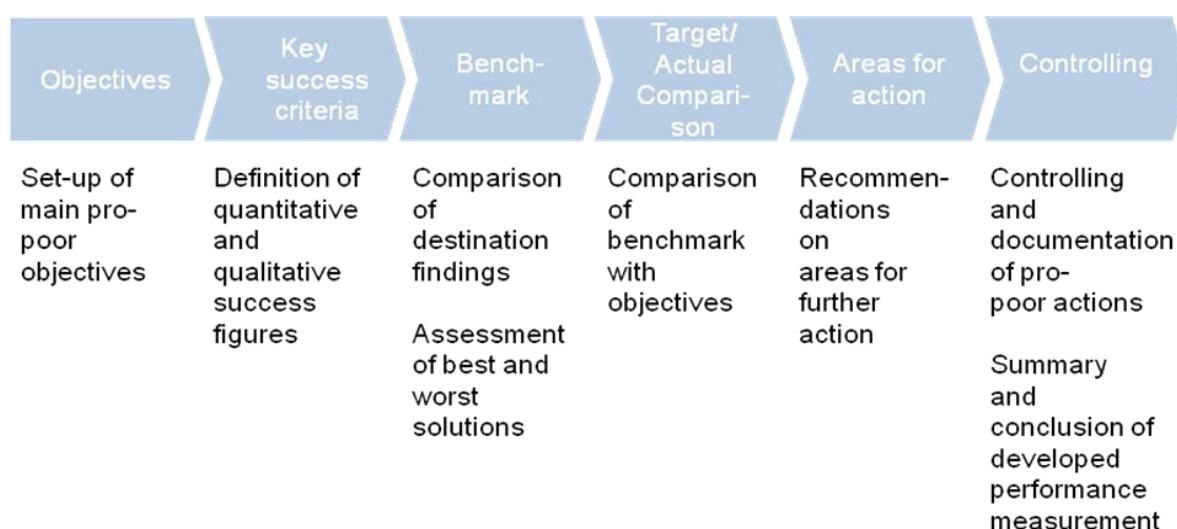 Objectives
Key
success
criteria
Bench-
mark
Target/
Actual
Compari-
son
Areas for
action
Controlling
Set-up of
main pro-
poor
objectives
Definition of
quantitative
and
qualitative
success
figures
Comparison
of
destination
findings
Assessment
of best and
worst
solutions
Comparison
of
benchmark
with
objectives
Recommen-
dations
on
areas for
further
action
Controlling
and
documentation
of pro-
poor actions
Summary
and
conclusion of
developed
performance
measurement